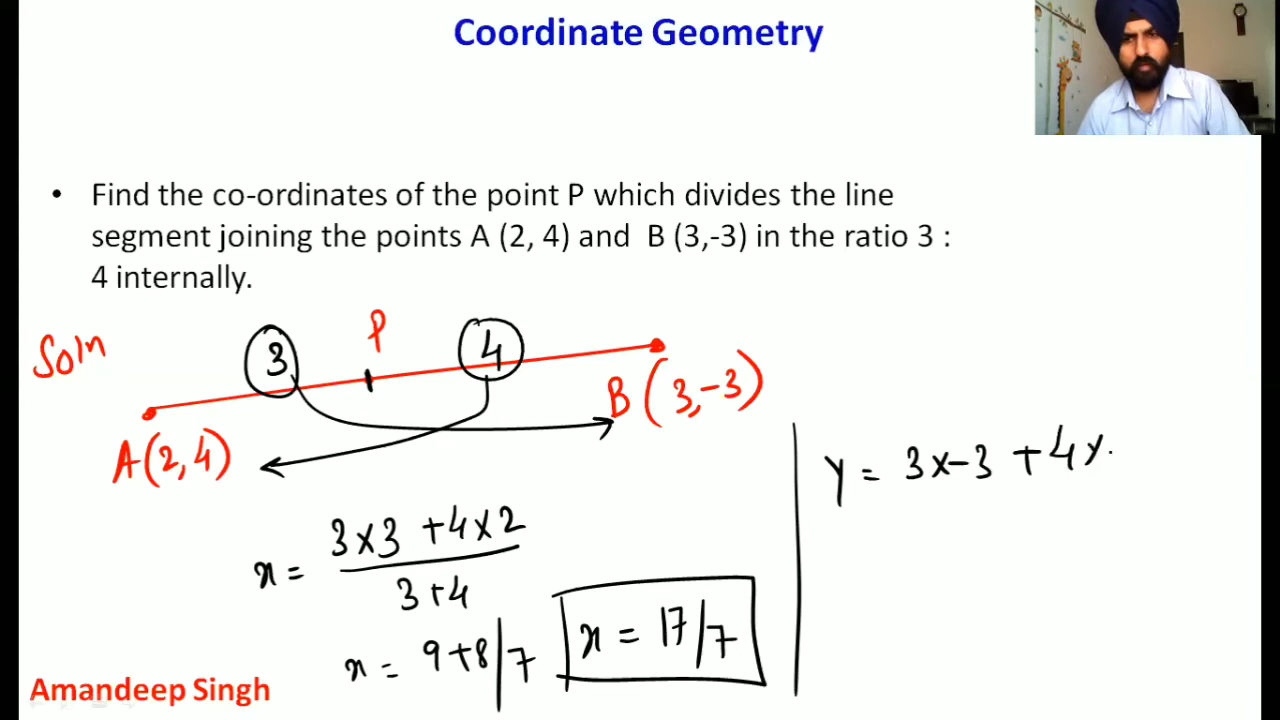 Coordinate Geometry
• Find the co-ordinates of the point P which divides the line
segment joining the points A (2, 4) and B (3,-3) in the ratio 3 :
4 internally.
Soln
3
P
4
A(2,4)
B(3,-3)
x = 3x3 +4x2
3+4
x = 9+8/7
x = 17/7
y = 3x-3 +4x
Amandeep Singh